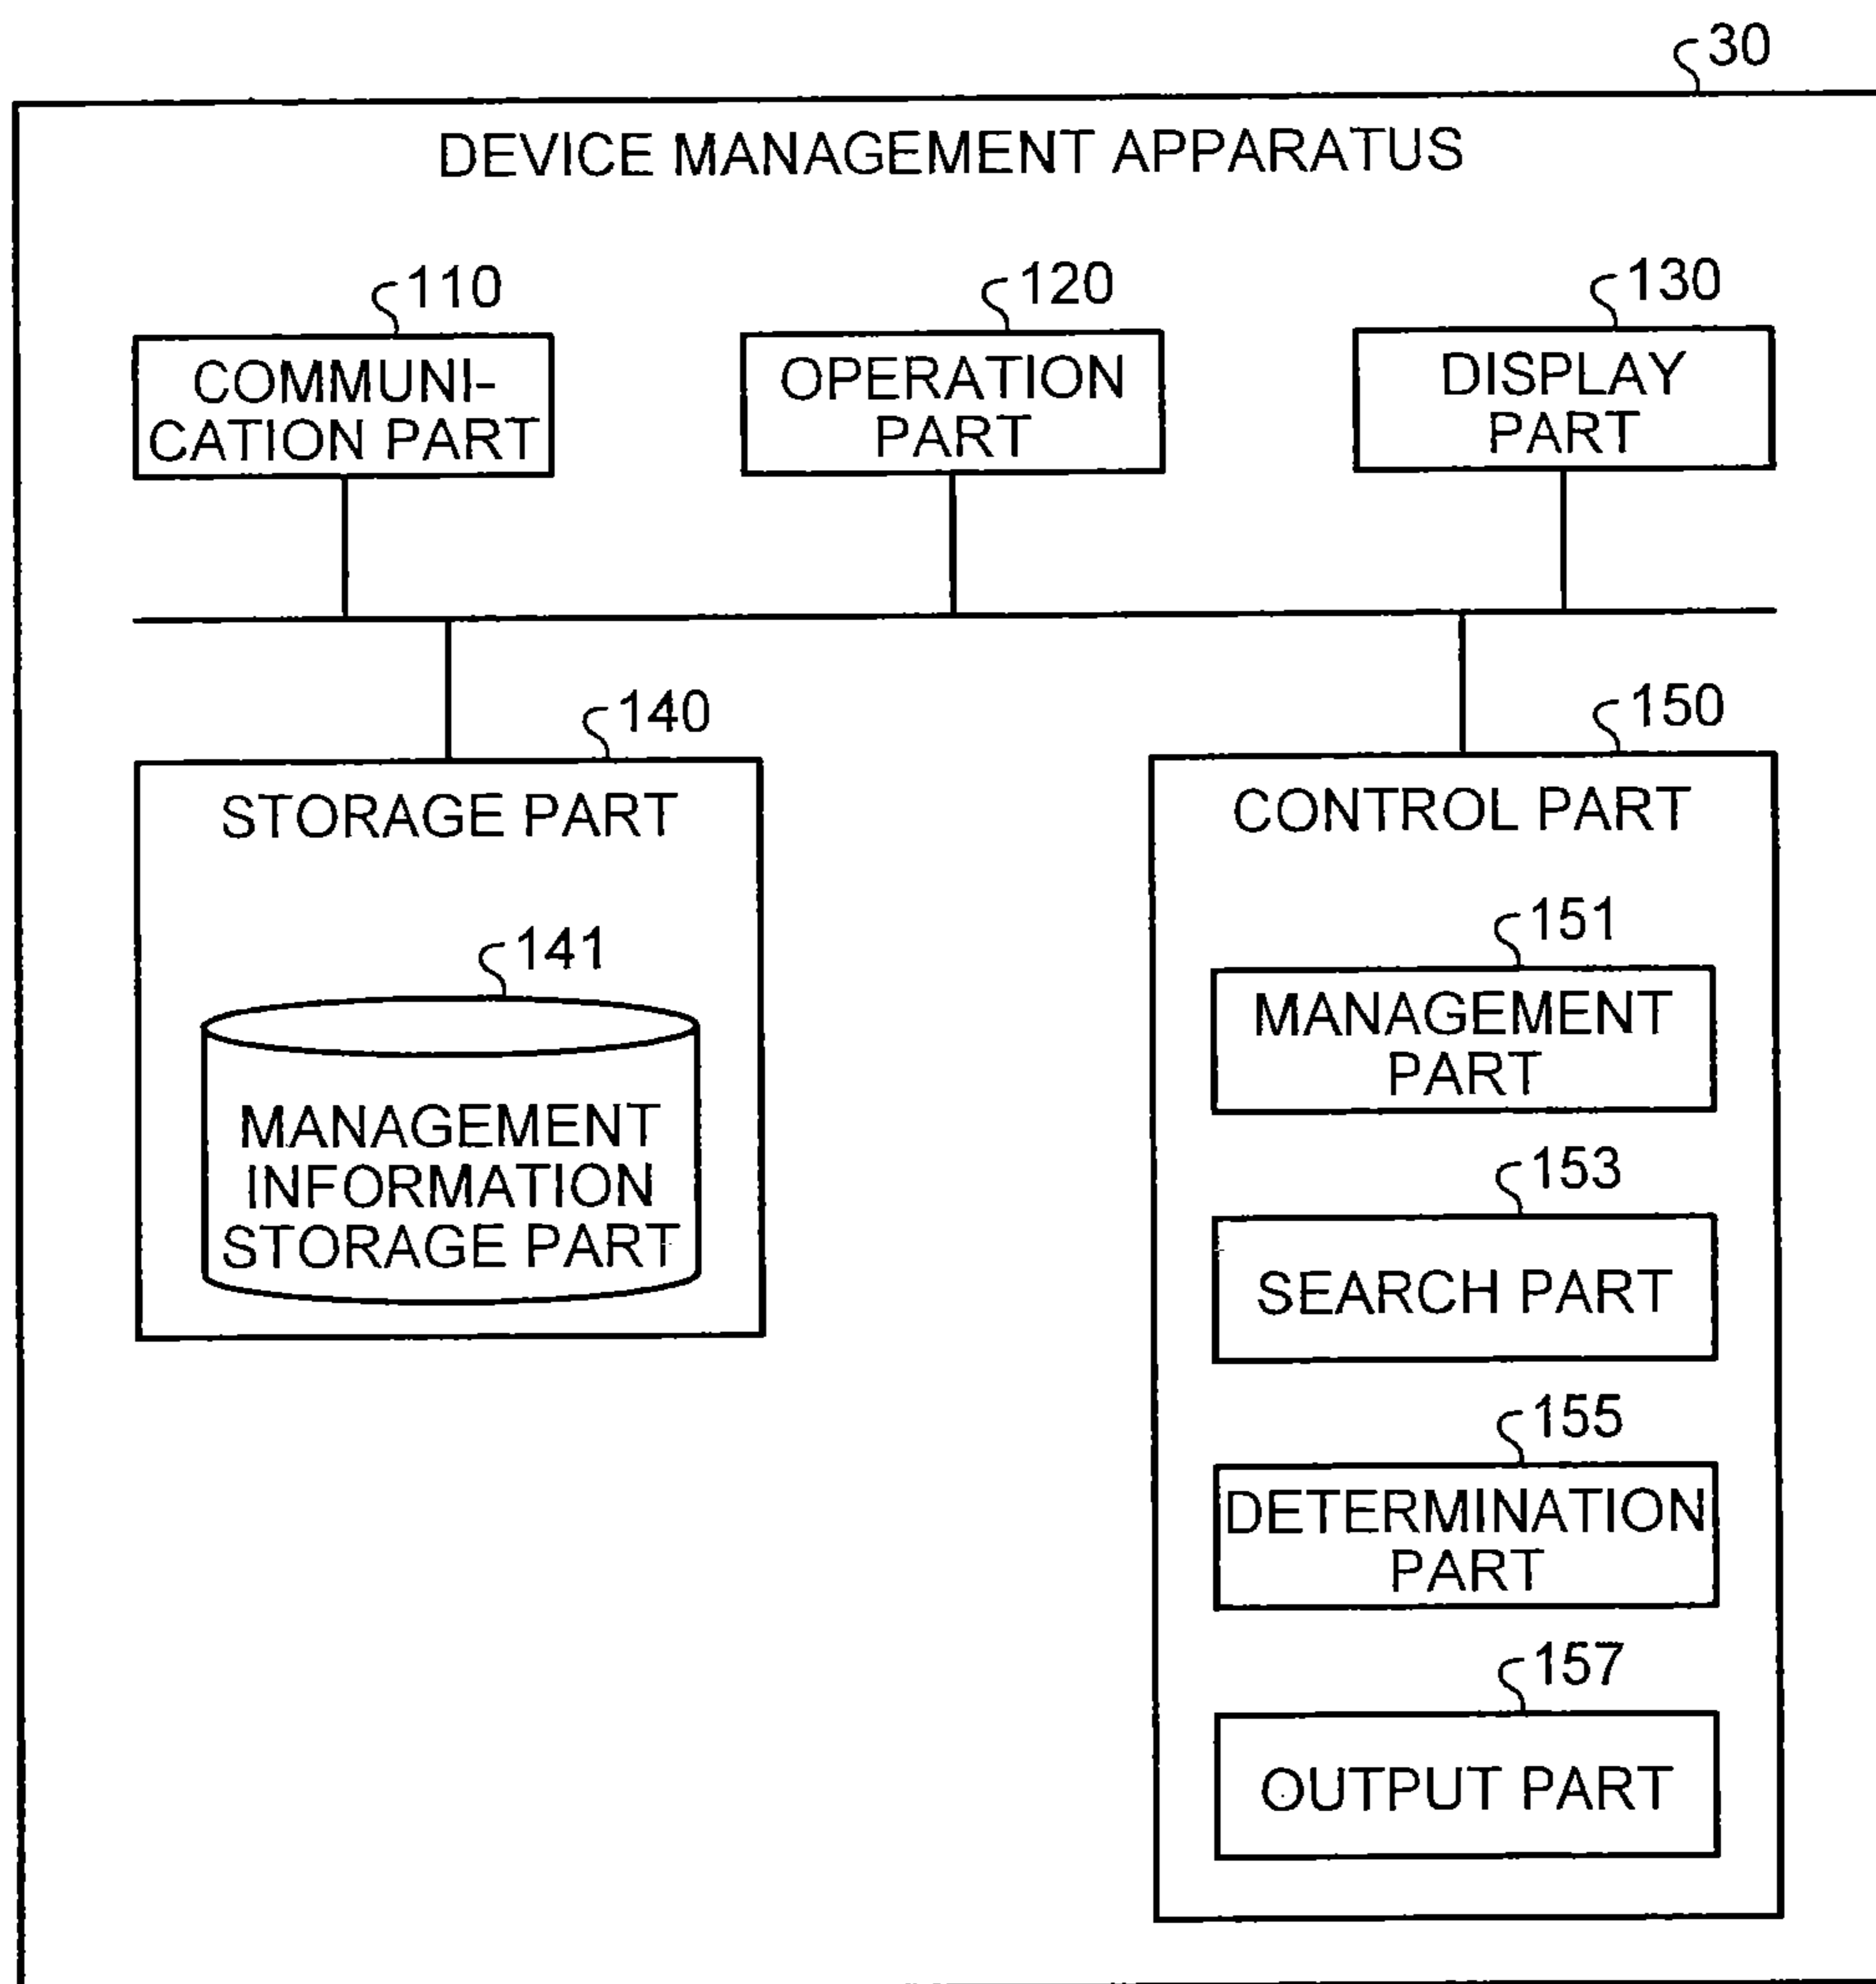 30
DEVICE MANAGEMENT APPARATUS
110
120
130
COMMUNI-
CATION PART
OPERATION
PART
DISPLAY
PART
140
STORAGE PART
141
MANAGEMENT
INFORMATION
STORAGE PART
150
CONTROL PART
151
MANAGEMENT
PART
153
SEARCH PART
155
DETERMINATION
PART
157
OUTPUT PART